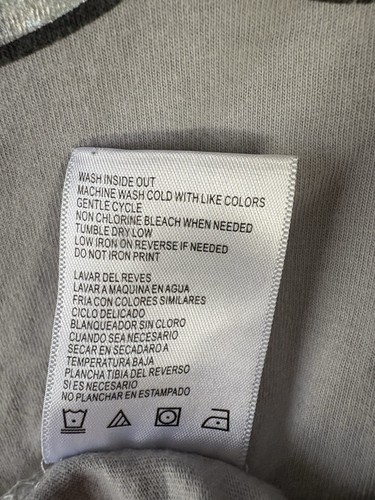 WASH INSIDE OUT
MACHINE WASH COLD WITH LIKE COLORS
GENTLE CYCLE
NON CHLORINE BLEACH WHEN NEEDED
TUMBLE DRY LOW
LOW IRON ON REVERSE IF NEEDED
DO NOT IRON PRINT
LAVAR DEL REVES
LAVAR A MAQUINA EN AGUA
FRIA CON COLORES SIMILARES
CICLO DELICADO
BLANQUEADOR SIN CLORO
CUANDO SEA NECESARIO
SECAR EN SECADARO A
TEMPERATURA BAJA
PLANCHA TIBIA DEL REVERSO
SI ES NECESARIO
NO PLANCHAR EN ESTAMPADO